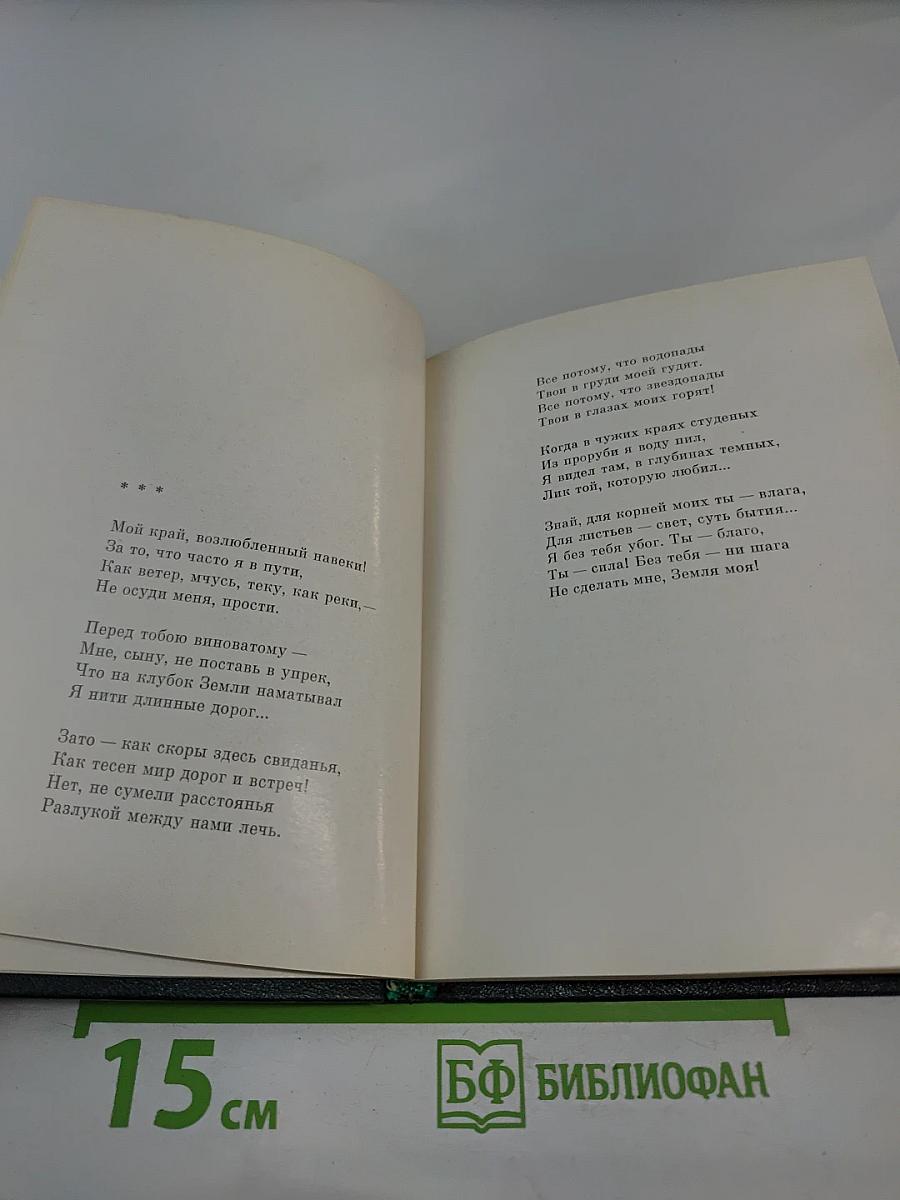 * * *
Мой край, возлюбленный навеки!
За то, что часто я в пути,
Как ветер, мчусь, теку, как реки,—
Не осуди меня, прости.
Перед тобою виноватому —
Мне, сыну, не поставь в упрек,
Что на клубок Земли наматывал
Я нити длинные дорог...
Зато — как скоры здесь свиданья,
Как тесен мир дорог и встреч!
Нет, не сумели расстоянья
Разлукой между нами лечь.
Все потому, что водопады
Твои в груди моей гудят.
Все потому, что звездопады
Твои в глазах моих горят!
Когда в чужих краях студеных
Из проруби я воду пил,
Я видел там, в глубинах темных,
Лик той, которую любил...
Знай, для корней моих ты — влага,
Для листьев — свет, суть бытия...
Я без тебя убог. Ты — благо,
Ты — сила! Без тебя — ни шага
Не сделать мне, Земля моя!
15 см
БФ БИБЛИОФАН